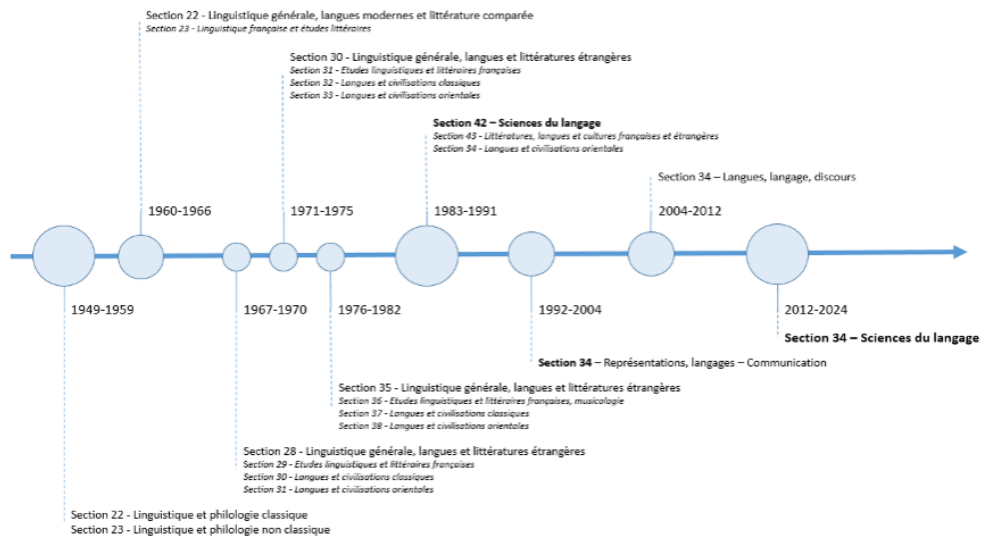 Section 22 - Linguistique générale, langues modernes et littérature comparée
Section 23 - Linguistique française et études littéraires
Section 30 - Linguistique générale, langues et littératures étrangères
Section 31 - Etudes linguistiques et littéraires françaises
Section 32 - Langues et civilisations classiques
Section 33 - Langues et civilisations orientales
Section 42 – Sciences du langage
Section 43 - Littératures, langues et cultures françaises et étrangères
Section 34 - Langues et civilisations orientales
Section 34 – Langues, langage, discours
1960-1966
1971-1975
1983-1991
2004-2012
1949-1959
1967-1970
1976-1982
1992-2004
2012-2024
Section 34 – Sciences du langage
Section 34 – Représentations, langages – Communication
Section 35 - Linguistique générale, langues et littératures étrangères
Section 36 - Etudes linguistiques et littéraires françaises, musicologie
Section 37 - Langues et civilisations classiques
Section 38 - Langues et civilisations orientales
Section 28 - Linguistique générale, langues et littératures étrangères
Section 29 - Etudes linguistiques et littéraires françaises
Section 30 - Langues et civilisations classiques
Section 31 - Langues et civilisations orientales
Section 22 - Linguistique et philologie classique
Section 23 - Linguistique et philologie non classique